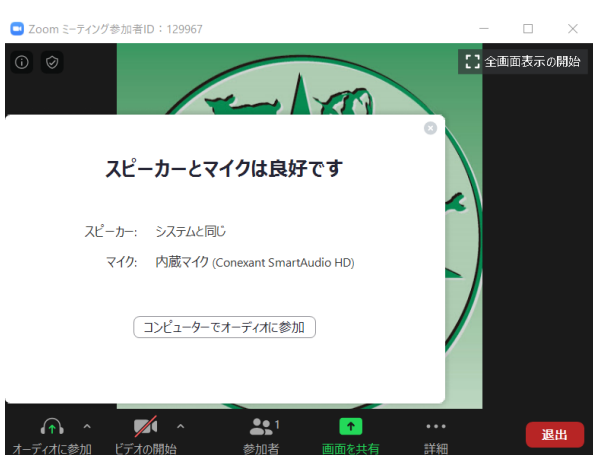 Zoom ミーティング参加者ID：129967
全画面表示の開始
スピーカーとマイクは良好です
スピーカー: システムと同じ
マイク: 内蔵マイク (Conexant SmartAudio HD)
コンピューターでオーディオに参加
1
オーディオに参加 ビデオの開始 参加者 画面を共有 詳細
退出